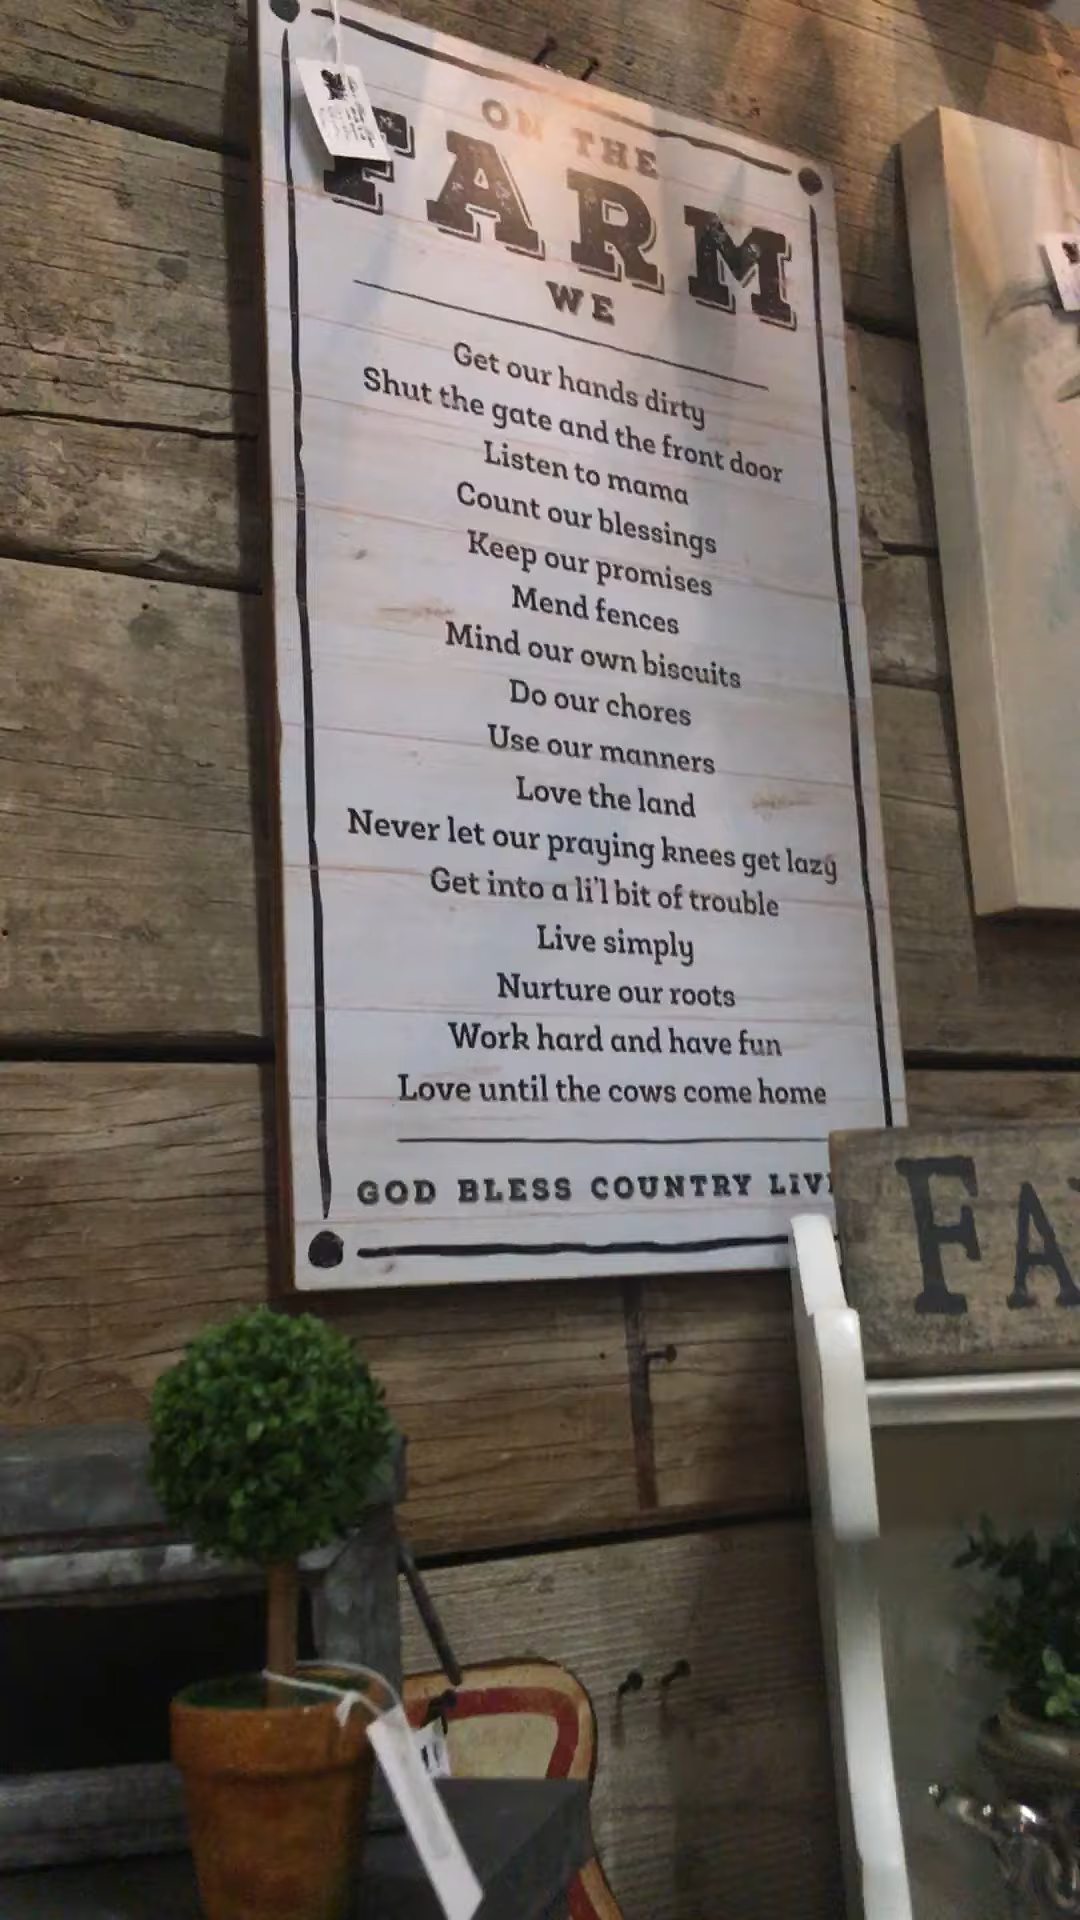 ON THE
FARM
WE
Get our hands dirty
Shut the gate and the front door
Listen to mama
Count our blessings
Keep our promises
Mend fences
Mind our own biscuits
Do our chores
Use our manners
Love the land
Never let our praying knees get lazy
Get into a li'l bit of trouble
Live simply
Nurture our roots
Work hard and have fun
Love until the cows come home
GOD BLESS COUNTRY LIV
FA